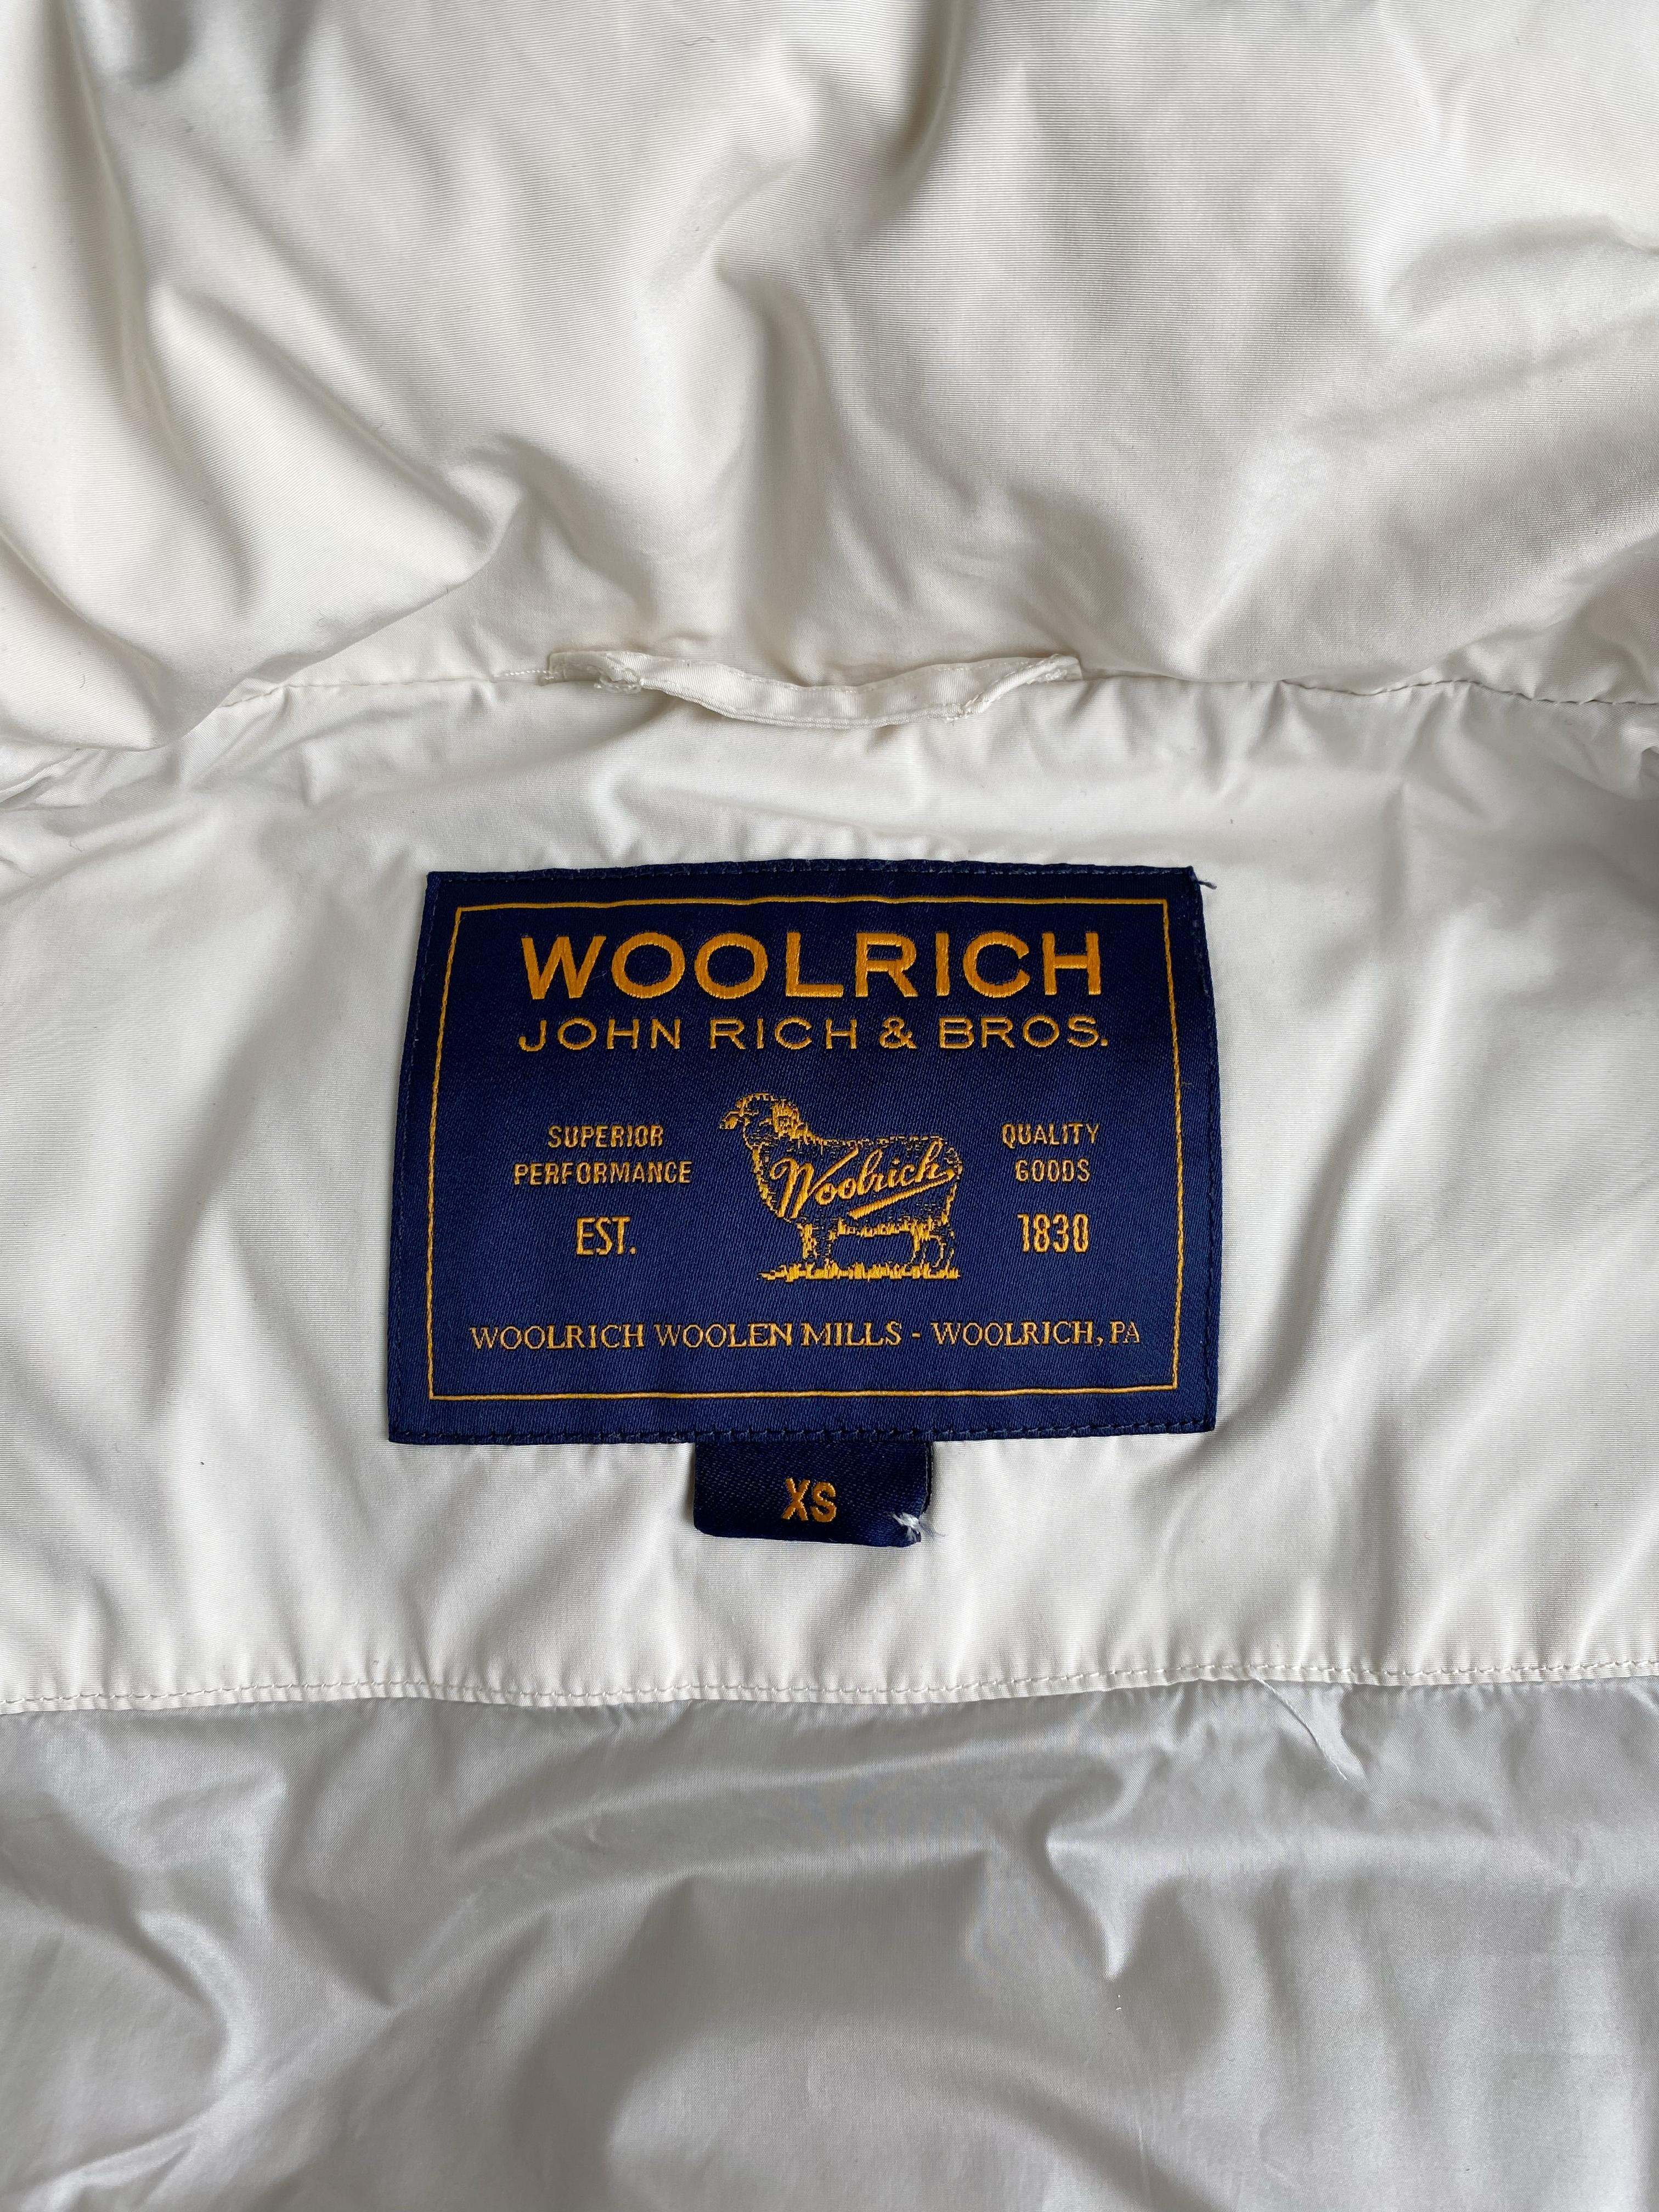 WOOLRICH
JOHN RICH & BROS.
SUPERIOR
PERFORMANCE
EST.
Woolrich
QUALITY
GOODS
1830
WOOLRICH WOOLEN MILLS - WOOLRICH, PA
XS